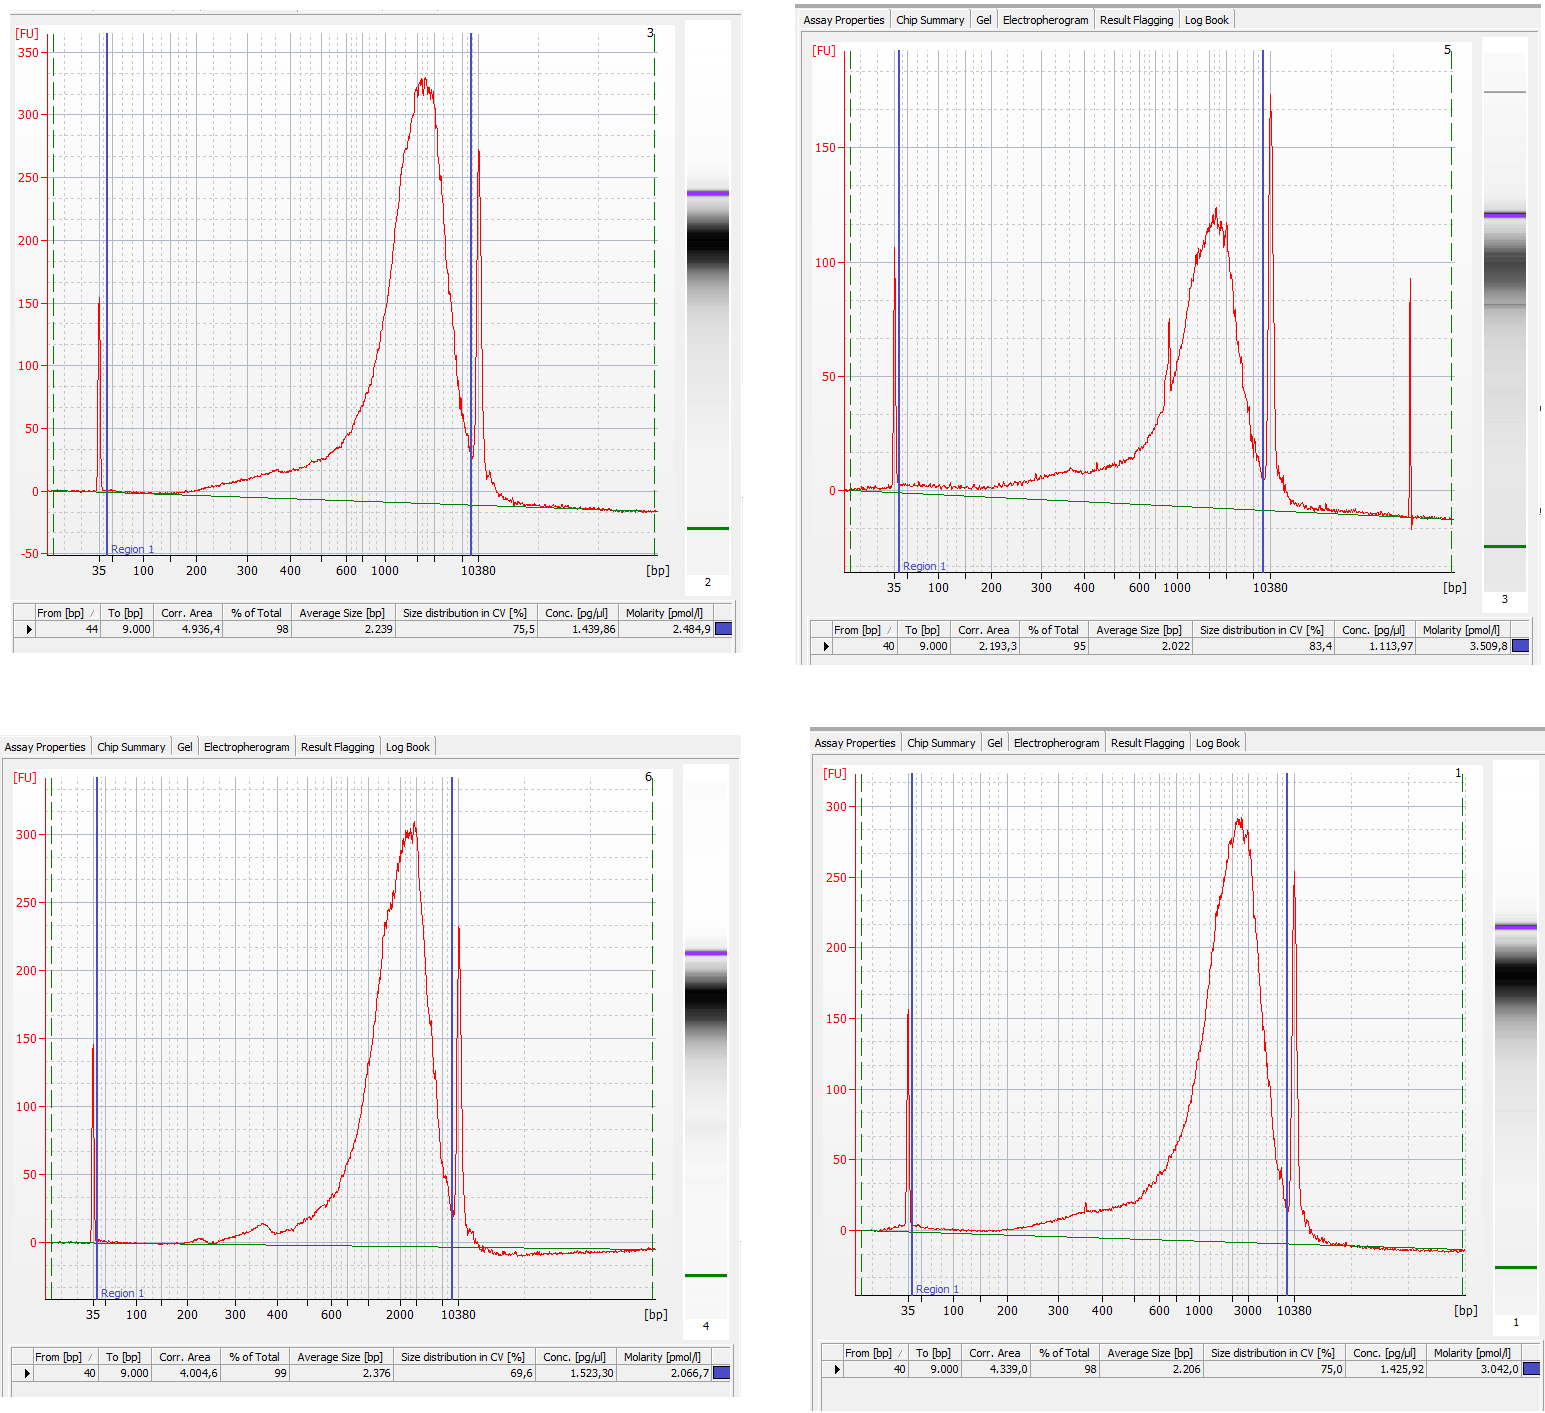 [FU]
3
350
300
250
200
150
100
50
0
-50
Region 1
35 100 200 300 400 600 1000 10380 [bp]
2
From [bp] To [bp] Corr. Area % of Total Average Size [bp] Size distribution in CV [%] Conc. [pg/µl] Molarity [pmol/l]
44 9.000 4.936,4 98 2.239 75,5 1.439,86 2.484,9
Assay Properties Chip Summary Gel Electropherogram Result Flagging Log Book
[FU]
5
150
100
50
0
Region 1
35 100 200 300 400 600 1000 10380 [bp]
3
From [bp] To [bp] Corr. Area % of Total Average Size [bp] Size distribution in CV [%] Conc. [pg/µl] Molarity [pmol/l]
40 9.000 2.193,3 95 2.022 83,4 1.113,97 3.509,8
Assay Properties Chip Summary Gel Electropherogram Result Flagging Log Book
[FU]
6
300
250
200
150
100
50
0
Region 1
35 100 200 300 400 600 2000 10380 [bp]
4
From [bp] To [bp] Corr. Area % of Total Average Size [bp] Size distribution in CV [%] Conc. [pg/µl] Molarity [pmol/l]
40 9.000 4.004,6 99 2.376 69,6 1.523,30 2.066,7
Assay Properties Chip Summary Gel Electropherogram Result Flagging Log Book
[FU]
1
300
250
200
150
100
50
0
Region 1
35 100 200 300 400 600 1000 3000 10380 [bp]
1
From [bp] To [bp] Corr. Area % of Total Average Size [bp] Size distribution in CV [%] Conc. [pg/µl] Molarity [pmol/l]
40 9.000 4.339,0 98 2.206 75,0 1.425,92 3.042,0